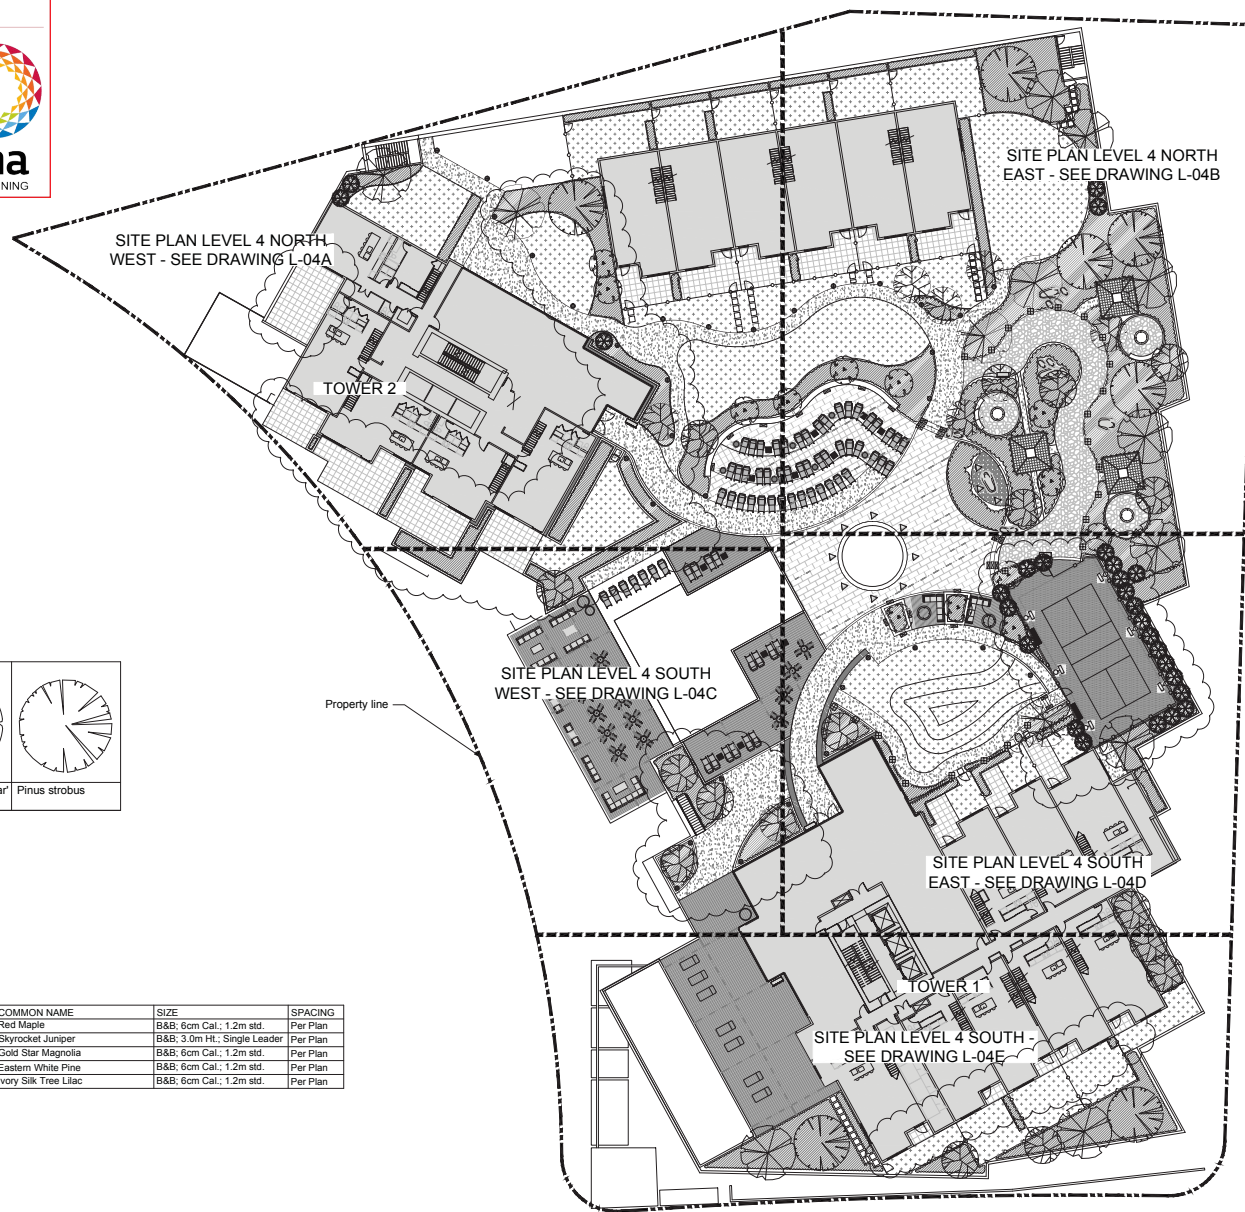 NING
SITE PLAN LEVEL 4 NORTH
EAST - SEE DRAWING L-04B
SITE PLAN LEVEL 4 NORTH
WEST - SEE DRAWING L-04A
TOWER 2
SITE PLAN LEVEL 4 SOUTH
WEST - SEE DRAWING L-04C
Property line
ar' Pinus strobus
SITE PLAN LEVEL 4 SOUTH
EAST - SEE DRAWING L-04D
TOWER 1
SITE PLAN LEVEL 4 SOUTH -
SEE DRAWING L-04E
COMMON NAME SIZE SPACING
Red Maple B&B; 6cm Cal.; 1.2m std. Per Plan
Skyrocket Juniper B&B; 3.0m Ht.; Single Leader Per Plan
Gold Star Magnolia B&B; 6cm Cal.; 1.2m std. Per Plan
Eastern White Pine B&B; 6cm Cal.; 1.2m std. Per Plan
vory Silk Tree Lilac B&B; 6cm Cal.; 1.2m std. Per Plan